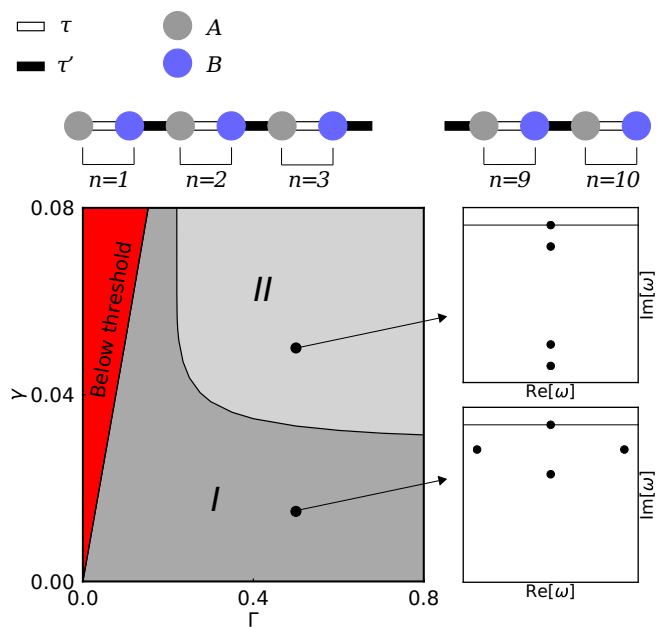 τ
A
τ′
B
n=1
n=2
n=3
n=9
n=10
0.08
Below threshold
II
Im[ω]
γ
0.04
Re[ω]
I
Im[ω]
0.00
0.0
0.4
0.8
Re[ω]
Γ